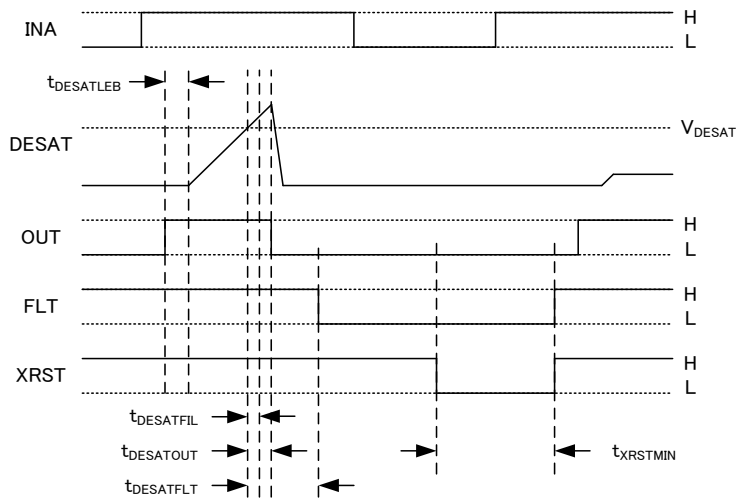 INA
H
L
tDESATLEB
DESAT
VDESAT
OUT
H
L
FLT
H
L
XRST
H
L
tDESATFIL
tDESATOUT
tXRSTMIN
tDESATFLT